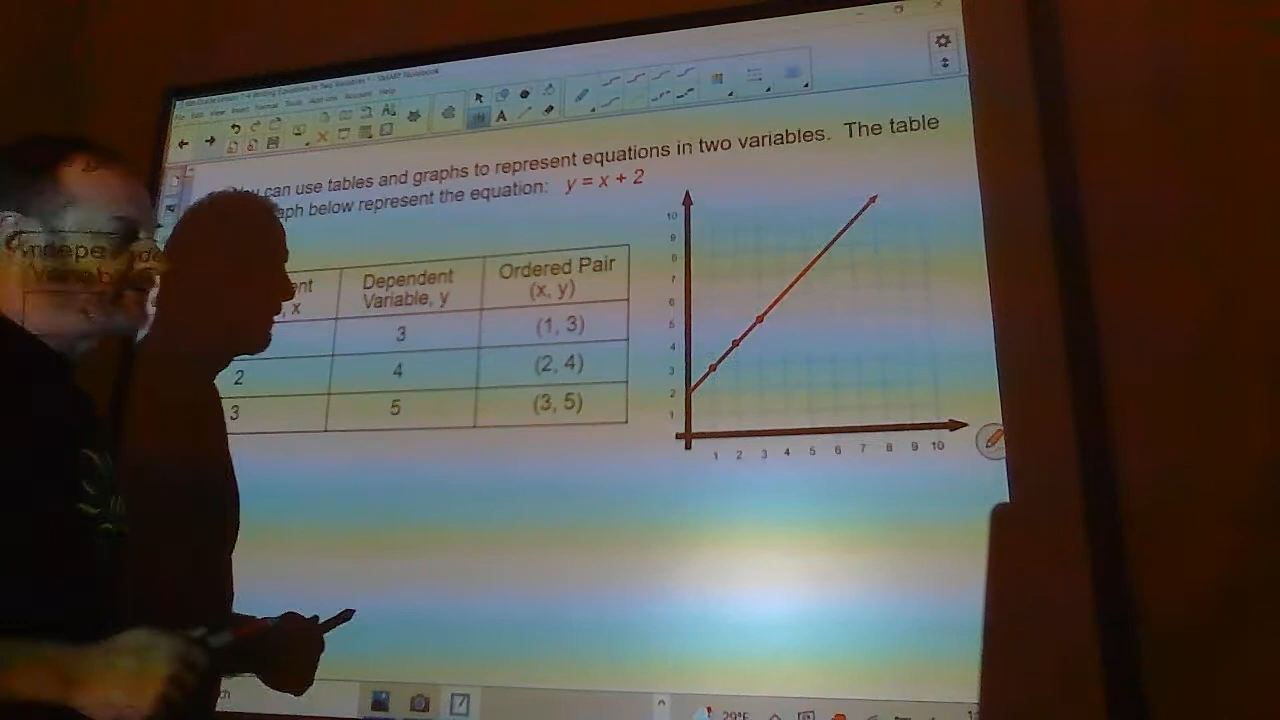 can use tables and graphs to represent equations in two variables. The table
aph below represent the equation: y = x + 2
Dependent
Variable, y
Ordered Pair
(x, y)
ent
, x
3
(1, 3)
2
4
(2, 4)
3
5
(3, 5)
10
9
8
7
6
5
4
3
2
1
1 2 3 4 5 6 7 8 9 10
29°F